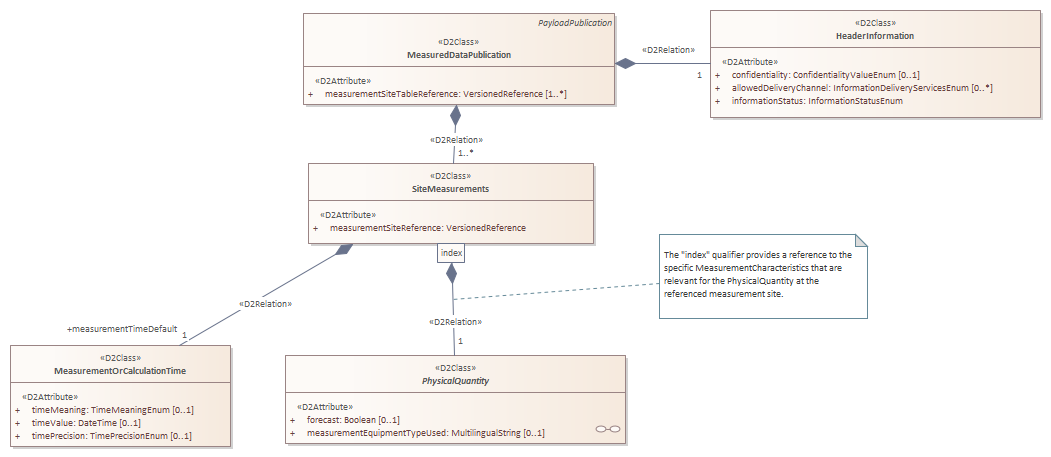 PayloadPublication
«D2Class»
MeasuredDataPublication
«D2Attribute»
+ measurementSiteTableReference: VersionedReference [1..*]
«D2Relation»
1
«D2Class»
HeaderInformation
«D2Attribute»
+ confidentiality: ConfidentialityValueEnum [0..1]
+ allowedDeliveryChannel: InformationDeliveryServicesEnum [0..*]
+ informationStatus: InformationStatusEnum
«D2Relation»
1..*
«D2Class»
SiteMeasurements
«D2Attribute»
+ measurementSiteReference: VersionedReference
index
The "index" qualifier provides a reference to the
specific MeasurementCharacteristics that are
relevant for the PhysicalQuantity at the
referenced measurement site.
«D2Relation»
+measurementTimeDefault
1
«D2Relation»
1
«D2Class»
MeasurementOrCalculationTime
«D2Attribute»
+ timeMeaning: TimeMeaningEnum [0..1]
+ timeValue: DateTime [0..1]
+ timePrecision: TimePrecisionEnum [0..1]
«D2Class»
PhysicalQuantity
«D2Attribute»
+ forecast: Boolean [0..1]
+ measurementEquipmentTypeUsed: MultilingualString [0..1]